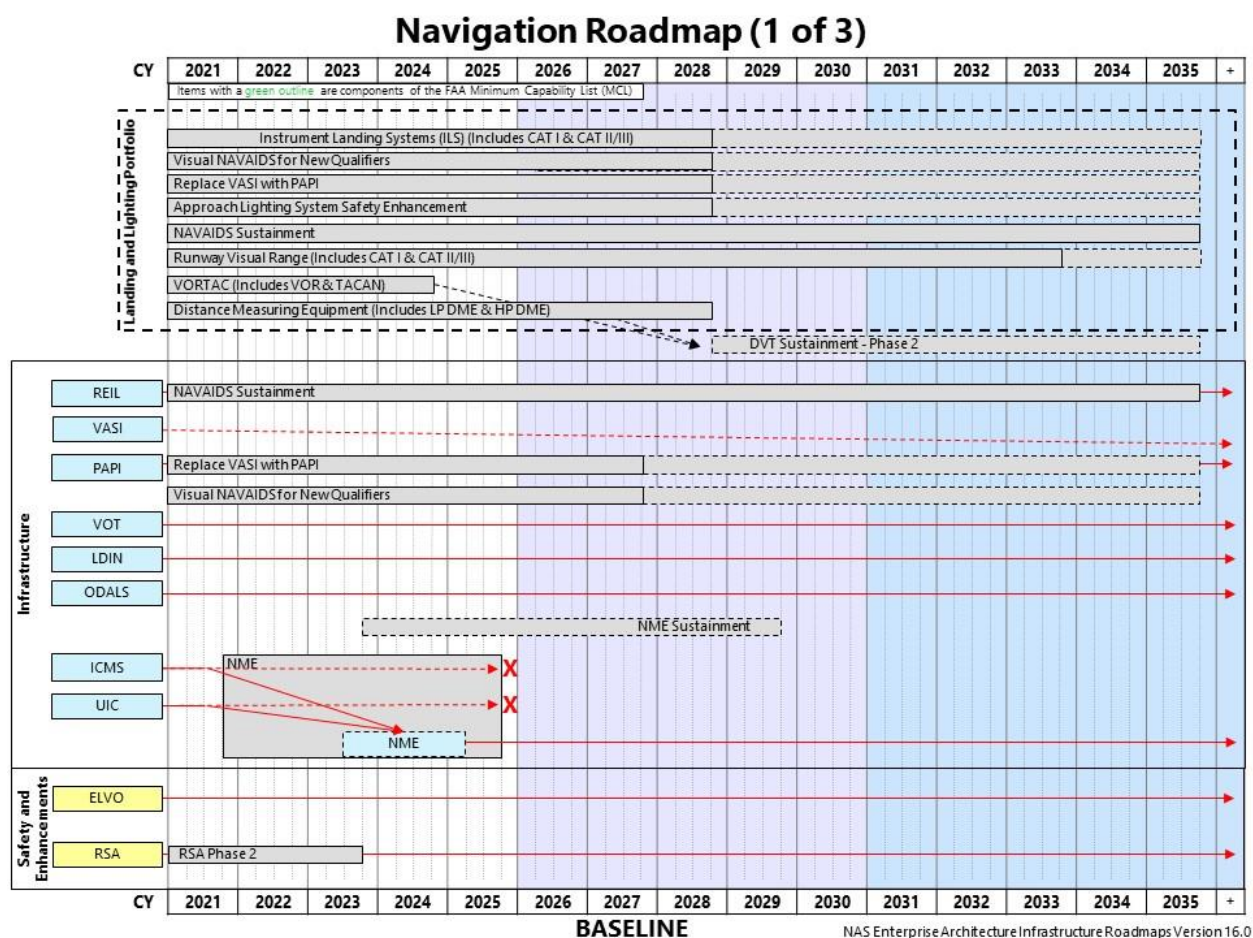 Navigation Roadmap (1 of 3)
CY 2021 2022 2023 2024 2025 2026 2027 2028 2029 2030 2031 2032 2033 2034 2035 +
Items with a green outline are components of the FAA Minimum Capability List (MCL)
Landing and Lighting Portfolio
Instrument Landing Systems (ILS) (Includes CAT I & CAT II/III)
Visual NAVAIDS for New Qualifiers
Replace VASI with PAPI
Approach Lighting System Safety Enhancement
NAVAIDS Sustainment
Runway Visual Range (Includes CAT I & CAT II/III)
VORTAC (Includes VOR & TACAN)
Distance Measuring Equipment (Includes LP DME & HP DME)
DVT Sustainment - Phase 2
Infrastructure
REIL NAVAIDS Sustainment
VASI
PAPI Replace VASI with PAPI
Visual NAVAIDS for New Qualifiers
VOT
LDIN
ODALS
NME Sustainment
ICMS NME X
UIC X
NME
Safety and
Enhancements
ELVO
RSA RSA Phase 2
CY 2021 2022 2023 2024 2025 2026 2027 2028 2029 2030 2031 2032 2033 2034 2035 +
BASELINE
NAS Enterprise Architecture Infrastructure Roadmaps Version 16.0